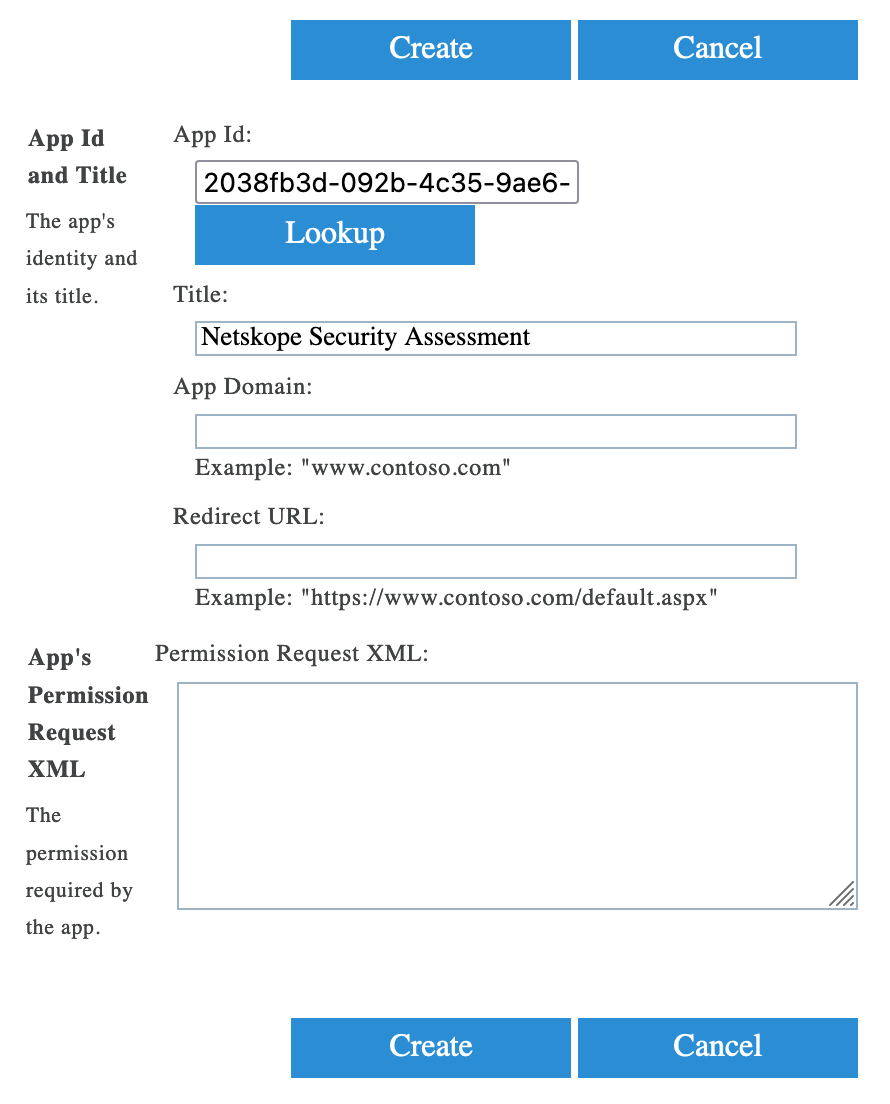 Create Cancel
App Id and Title
The app's identity and its title.
App Id:
2038fb3d-092b-4c35-9ae6-
Lookup
Title:
Netskope Security Assessment
App Domain:
Example: "www.contoso.com"
Redirect URL:
Example: "https://www.contoso.com/default.aspx"
App's Permission Request XML
The permission required by the app.
Permission Request XML:
Create Cancel